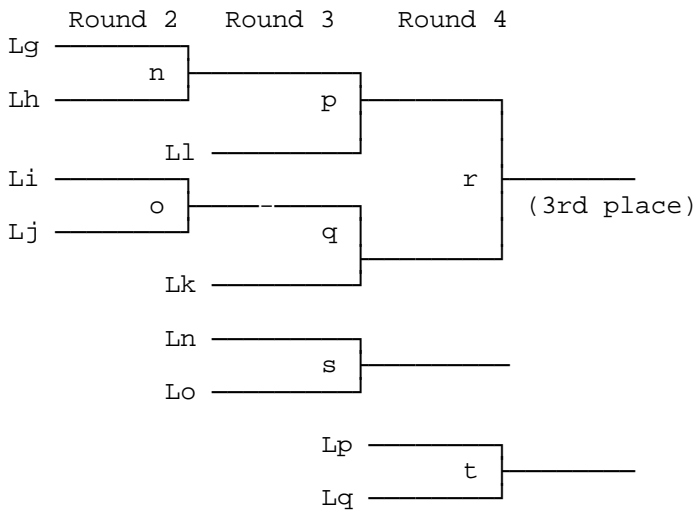 Round 2 Round 3 Round 4
Lg
n
Lh
p
Ll
Li
r
o
(3rd place)
Lj
q
Lk
Ln
s
Lo
Lp
t
Lq